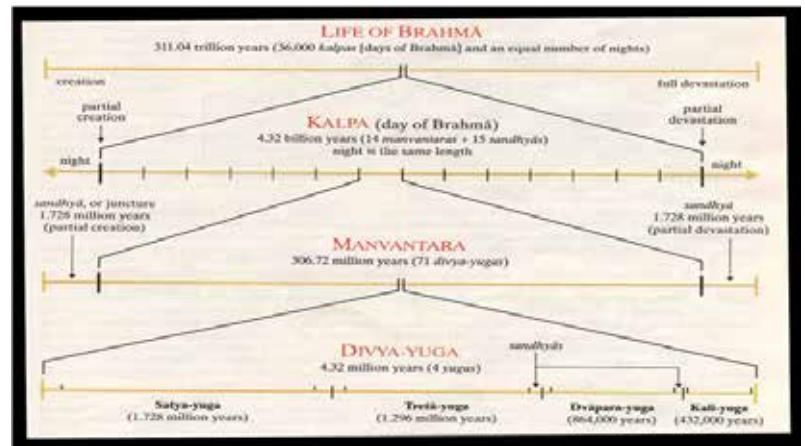 LIFE OF BRAHMĀ
311.04 trillion years (36,000 kalpas [days of Brahmā] and an equal number of nights)
creation
full devastation
partial
creation
partial
devastation
KALPA (day of Brahmā)
4.32 billion years (14 manvantaras + 15 sandhyās)
night is the same length
night
night
sandhyā, or juncture
1.728 million years
(partial creation)
sandhyā
1.728 million years
(partial devastation)
MANVANTARA
306.72 million years (71 divya-yugas)
DIVYA-YUGA
4.32 million years (4 yugas)
sandhyās
Satya-yuga
(1.728 million years)
Tretā-yuga
(1.296 million years)
Dvāpara-yuga
(864,000 years)
Kali-yuga
(432,000 years)